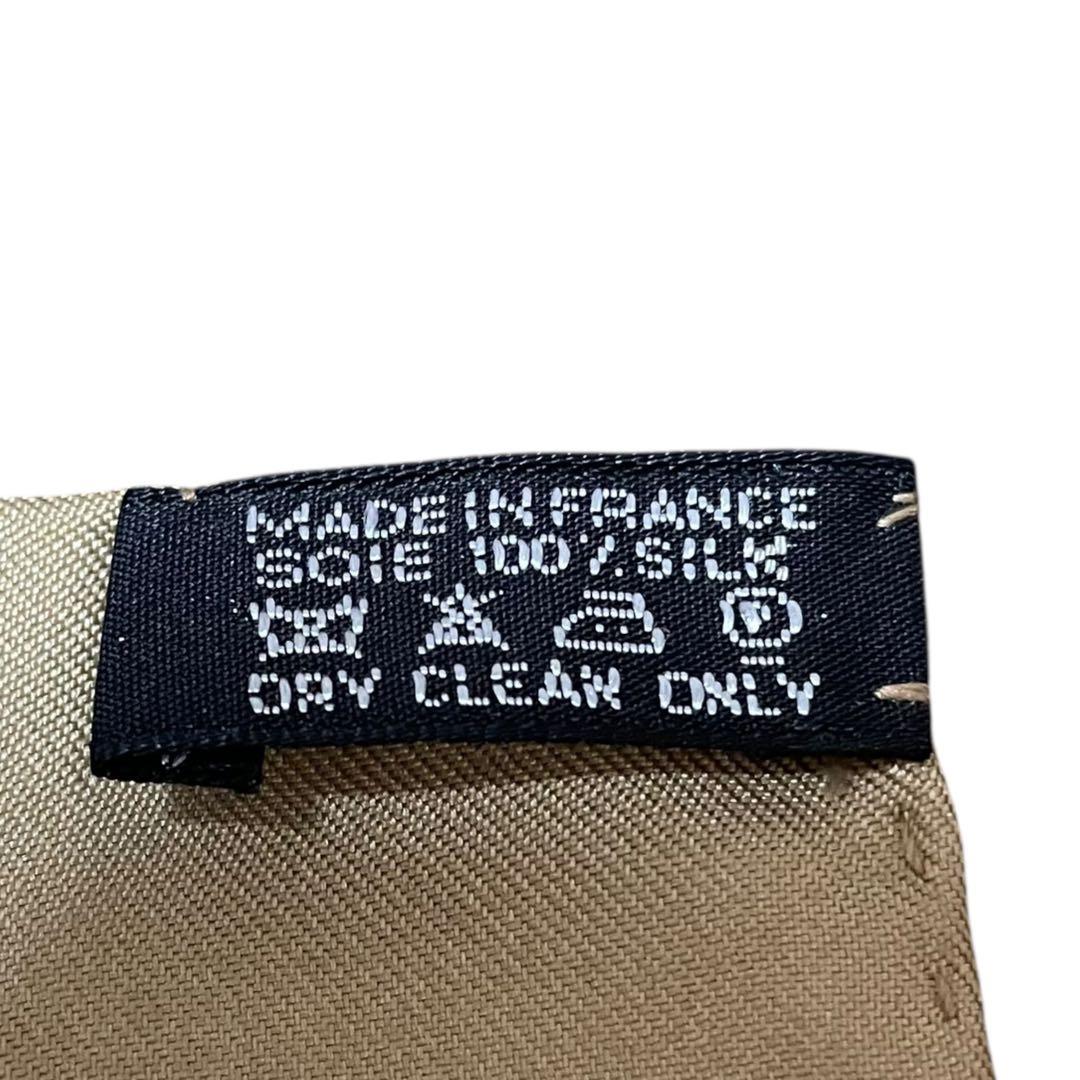 MADE IN FRANCE
SOIE 100% SILK
DRY CLEAN ONLY